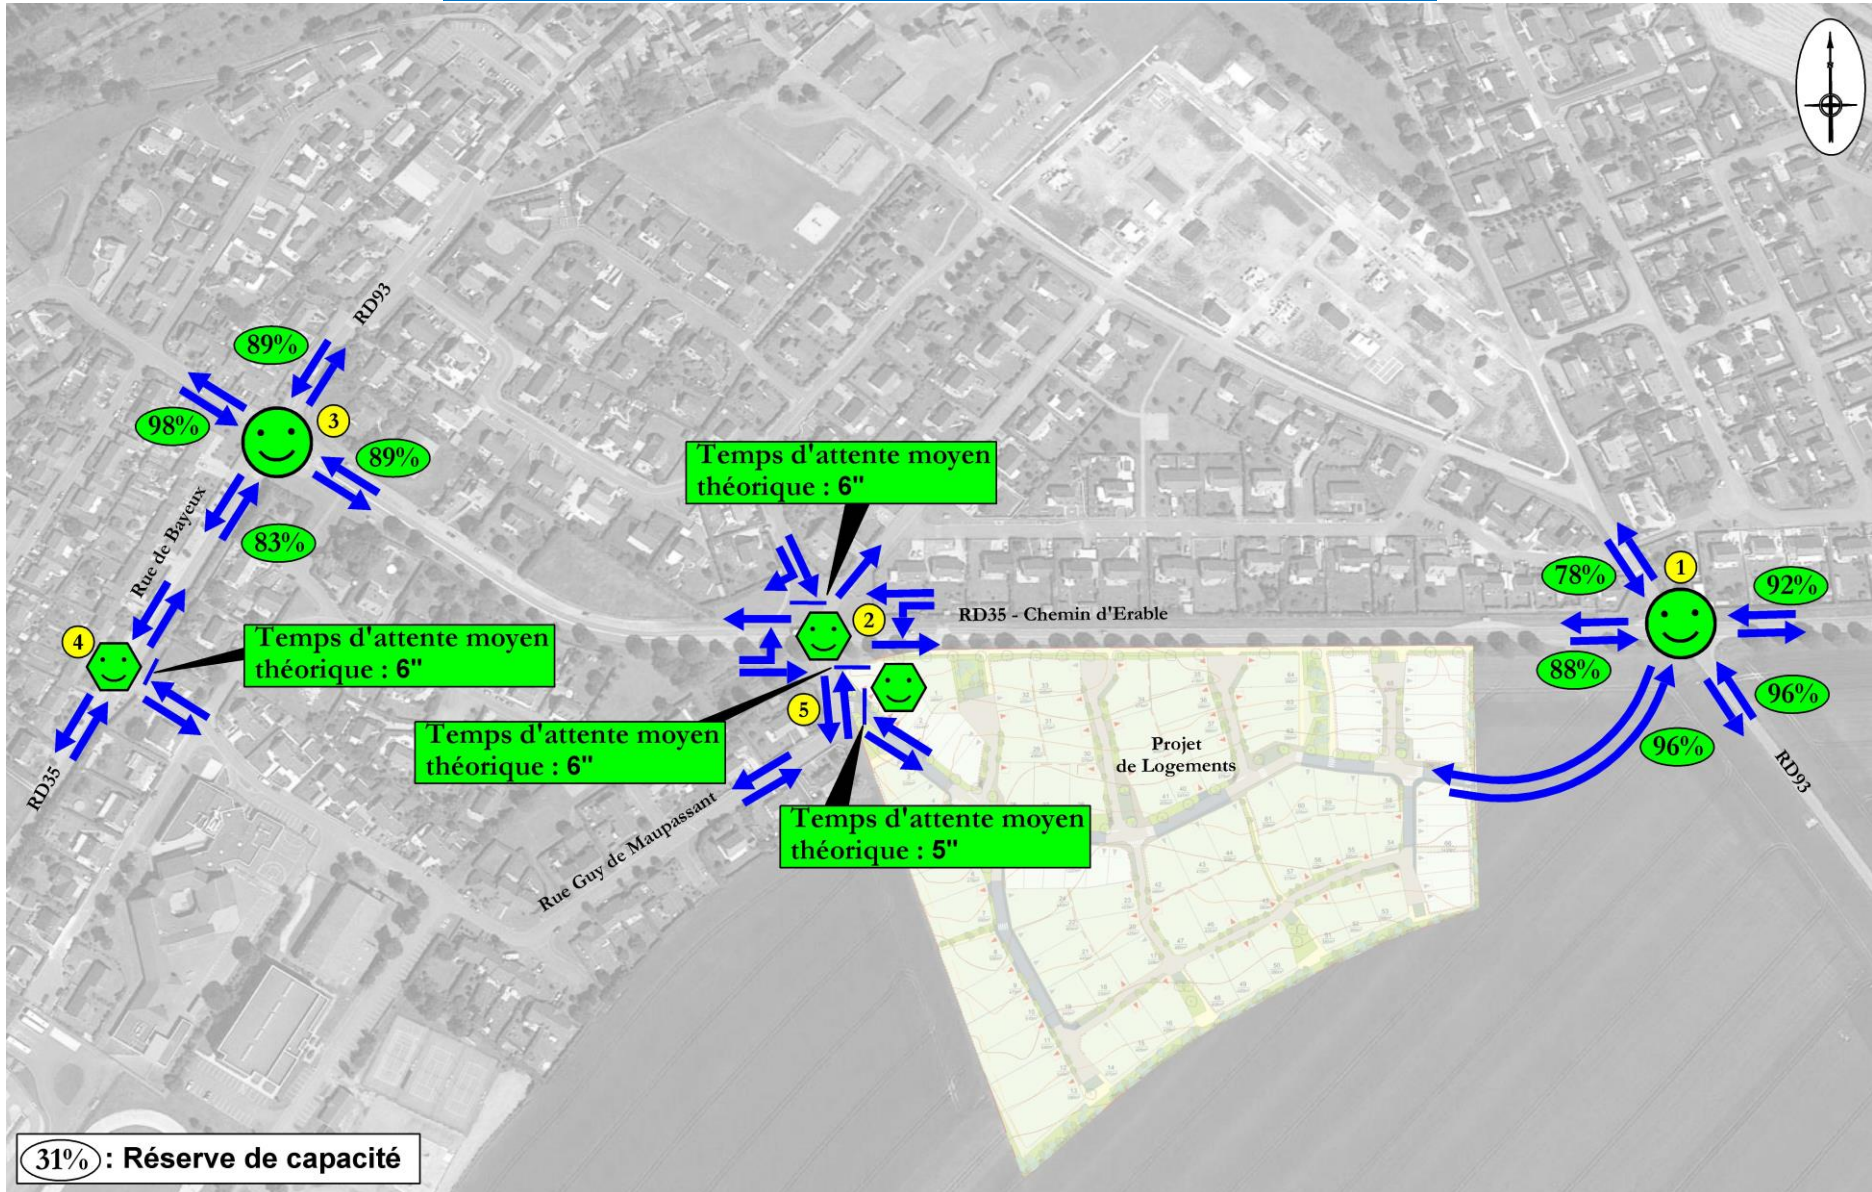 RD93
89%
3
98%
89%
83%
Rue de Bayeux
Temps d'attente moyen
théorique : 6"
1
78%
92%
2
RD35 - Chemin d'Erable
4
Temps d'attente moyen
théorique : 6"
88%
96%
5
Temps d'attente moyen
théorique : 6"
Projet
de Logements
96%
RD35
RD93
Rue Guy de Maupassant
Temps d'attente moyen
théorique : 5"
31% : Réserve de capacité